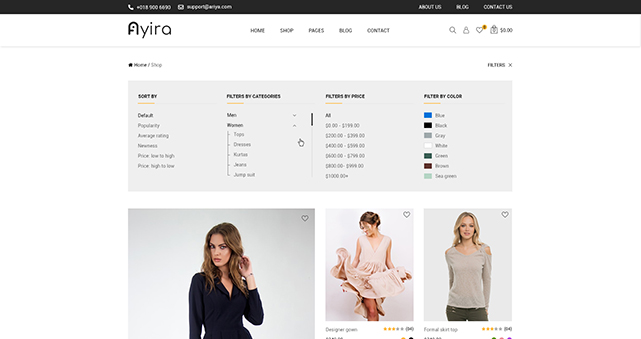 +018 900 6690 support@ariya.com ABOUT US BLOG CONTACT US
Ayira
HOME SHOP PAGES BLOG CONTACT
0 $0.00
Home / Shop FILTERS ×
SORT BY
Default
Popularity
Average rating
Newness
Price: low to high
Price: high to low
FILTERS BY CATEGORIES
Men
Women
Tops
Dresses
Kurtas
Jeans
Jump suit
FILTERS BY PRICE
All
$0.00 - $199.00
$200.00 - $399.00
$400.00 - $599.00
$600.00 - $799.00
$800.00- $999.00
$1000.00+
FILTER BY COLOR
Blue
Black
Gray
White
Green
Brown
Sea green
Designer gown (04)
Formal skirt top (04)